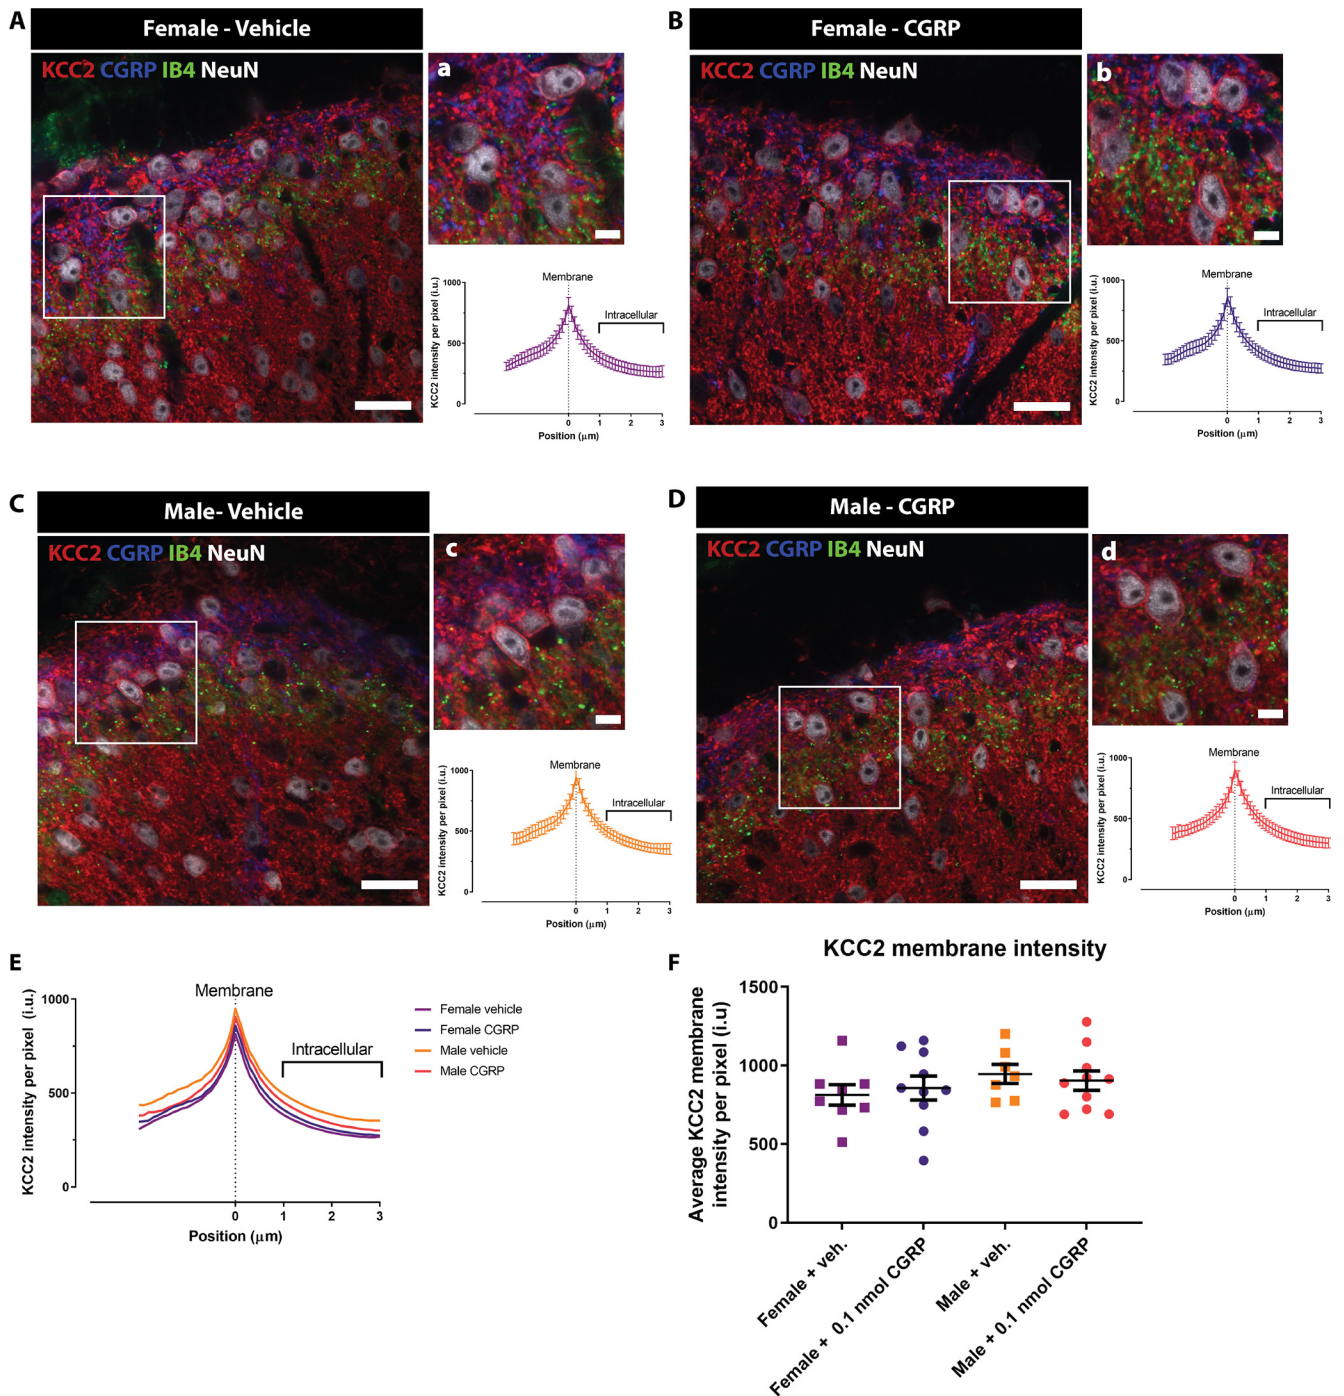 A
Female - Vehicle
KCC2 CGRP IB4 NeuN
a
KCC2 intensity per pixel (i.u.)
1000
500
0
Membrane
Intracellular
0 1 2 3
Position (μm)
B
Female - CGRP
KCC2 CGRP IB4 NeuN
b
KCC2 intensity per pixel (i.u.)
1000
500
0
Membrane
Intracellular
0 1 2 3
Position (μm)
C
Male- Vehicle
KCC2 CGRP IB4 NeuN
c
KCC2 intensity per pixel (i.u.)
1000
500
0
Membrane
Intracellular
0 1 2 3
Position (μm)
D
Male - CGRP
KCC2 CGRP IB4 NeuN
d
KCC2 intensity per pixel (i.u.)
1000
500
0
Membrane
Intracellular
0 1 2 3
Position (μm)
E
KCC2 intensity per pixel (i.u.)
1000
500
0
Membrane
Intracellular
0 1 2 3
Position (μm)
Female vehicle
Female CGRP
Male vehicle
Male CGRP
F
KCC2 membrane intensity
Average KCC2 membrane
intensity per pixel (i.u)
1500
1000
500
0
Female + veh.
Female + 0.1 nmol CGRP
Male + veh.
Male + 0.1 nmol CGRP